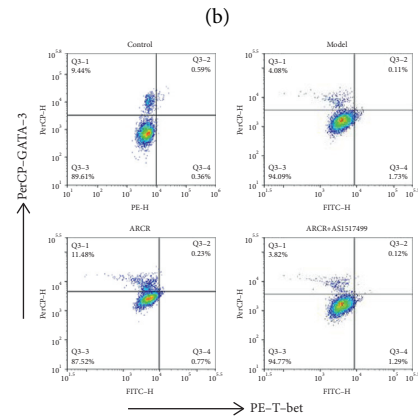 (b)
Control
Q3–1
9.44%
Q3–2
0.59%
Q3–3
89.61%
Q3–4
0.36%
PerCP–H
PE-H
Model
Q3–1
4.08%
Q3–2
0.11%
Q3–3
94.09%
Q3–4
1.73%
PerCP–H
FITC–H
ARCR
Q3–1
11.48%
Q3–2
0.23%
Q3–3
87.52%
Q3–4
0.77%
PerCP–H
FITC–H
ARCR+AS1517499
Q3–1
3.82%
Q3–2
0.12%
Q3–3
94.77%
Q3–4
1.29%
PerCP–H
FITC–H
PerCP–GATA–3
PE–T–bet